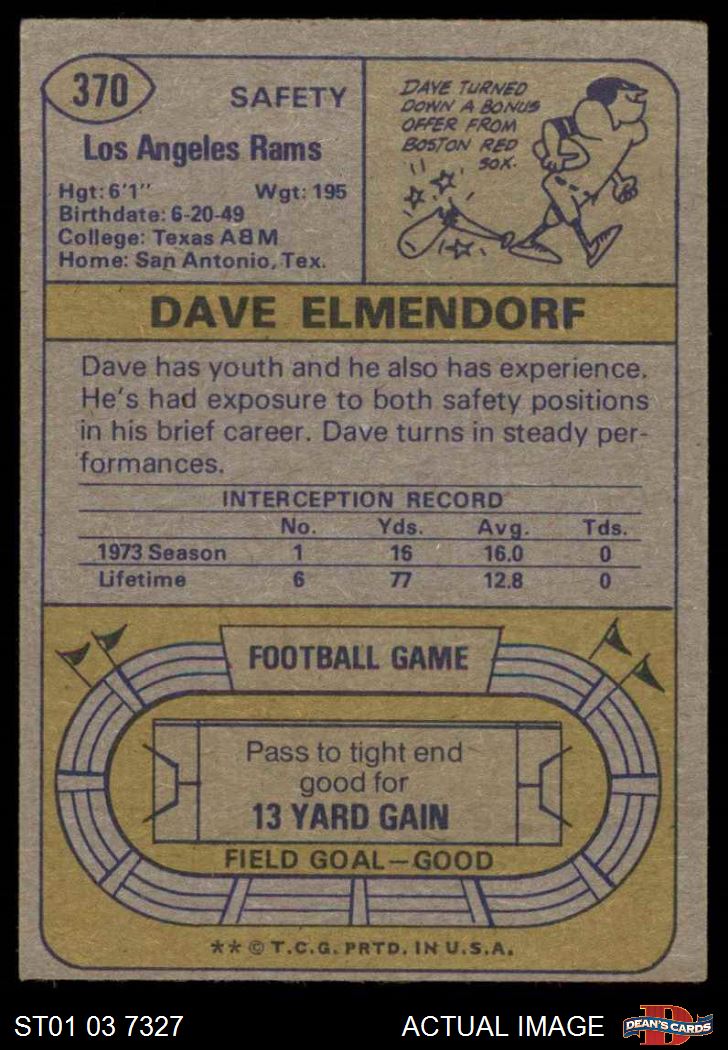 370
SAFETY
Los Angeles Rams
Hgt: 6'1" Wgt: 195
Birthdate: 6-20-49
College: Texas A&M
Home: San Antonio, Tex.
DAVE TURNED
DOWN A BONUS
OFFER FROM
BOSTON RED
SOX.
DAVE ELMENDORF
Dave has youth and he also has experience.
He's had exposure to both safety positions
in his brief career. Dave turns in steady per-
formances.
INTERCEPTION RECORD
No. Yds. Avg. Tds.
1973 Season 1 16 16.0 0
Lifetime 6 77 12.8 0
FOOTBALL GAME
Pass to tight end
good for
13 YARD GAIN
FIELD GOAL—GOOD
** © T.C.G. PRTD. IN U.S.A.
ST01 03 7327 ACTUAL IMAGE
D
DEAN'S CARDS